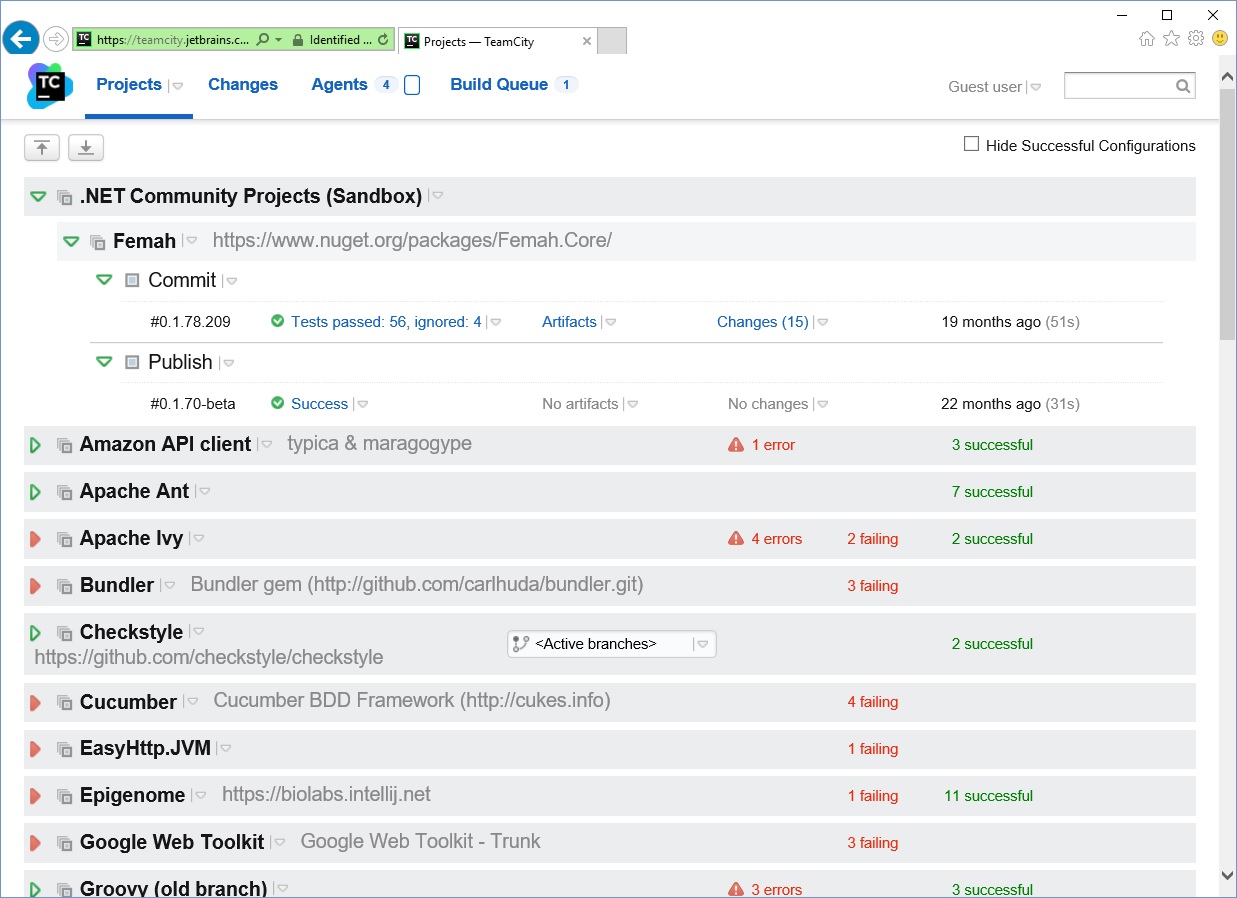 https://teamcity.jetbrains.c... Identified ... TC Projects — TeamCity
TC Projects Changes Agents 4 Build Queue 1 Guest user
Hide Successful Configurations
.NET Community Projects (Sandbox)
Femah https://www.nuget.org/packages/Femah.Core/
Commit
#0.1.78.209 Tests passed: 56, ignored: 4 Artifacts Changes (15) 19 months ago (51s)
Publish
#0.1.70-beta Success No artifacts No changes 22 months ago (31s)
Amazon API client typica & maragogype 1 error 3 successful
Apache Ant 7 successful
Apache Ivy 4 errors 2 failing 2 successful
Bundler Bundler gem (http://github.com/carlhuda/bundler.git) 3 failing
Checkstyle
https://github.com/checkstyle/checkstyle <Active branches> 2 successful
Cucumber Cucumber BDD Framework (http://cukes.info) 4 failing
EasyHttp.JVM 1 failing
Epigenome https://biolabs.intellij.net 1 failing 11 successful
Google Web Toolkit Google Web Toolkit - Trunk 3 failing
Groovy (old branch) 3 errors 3 successful